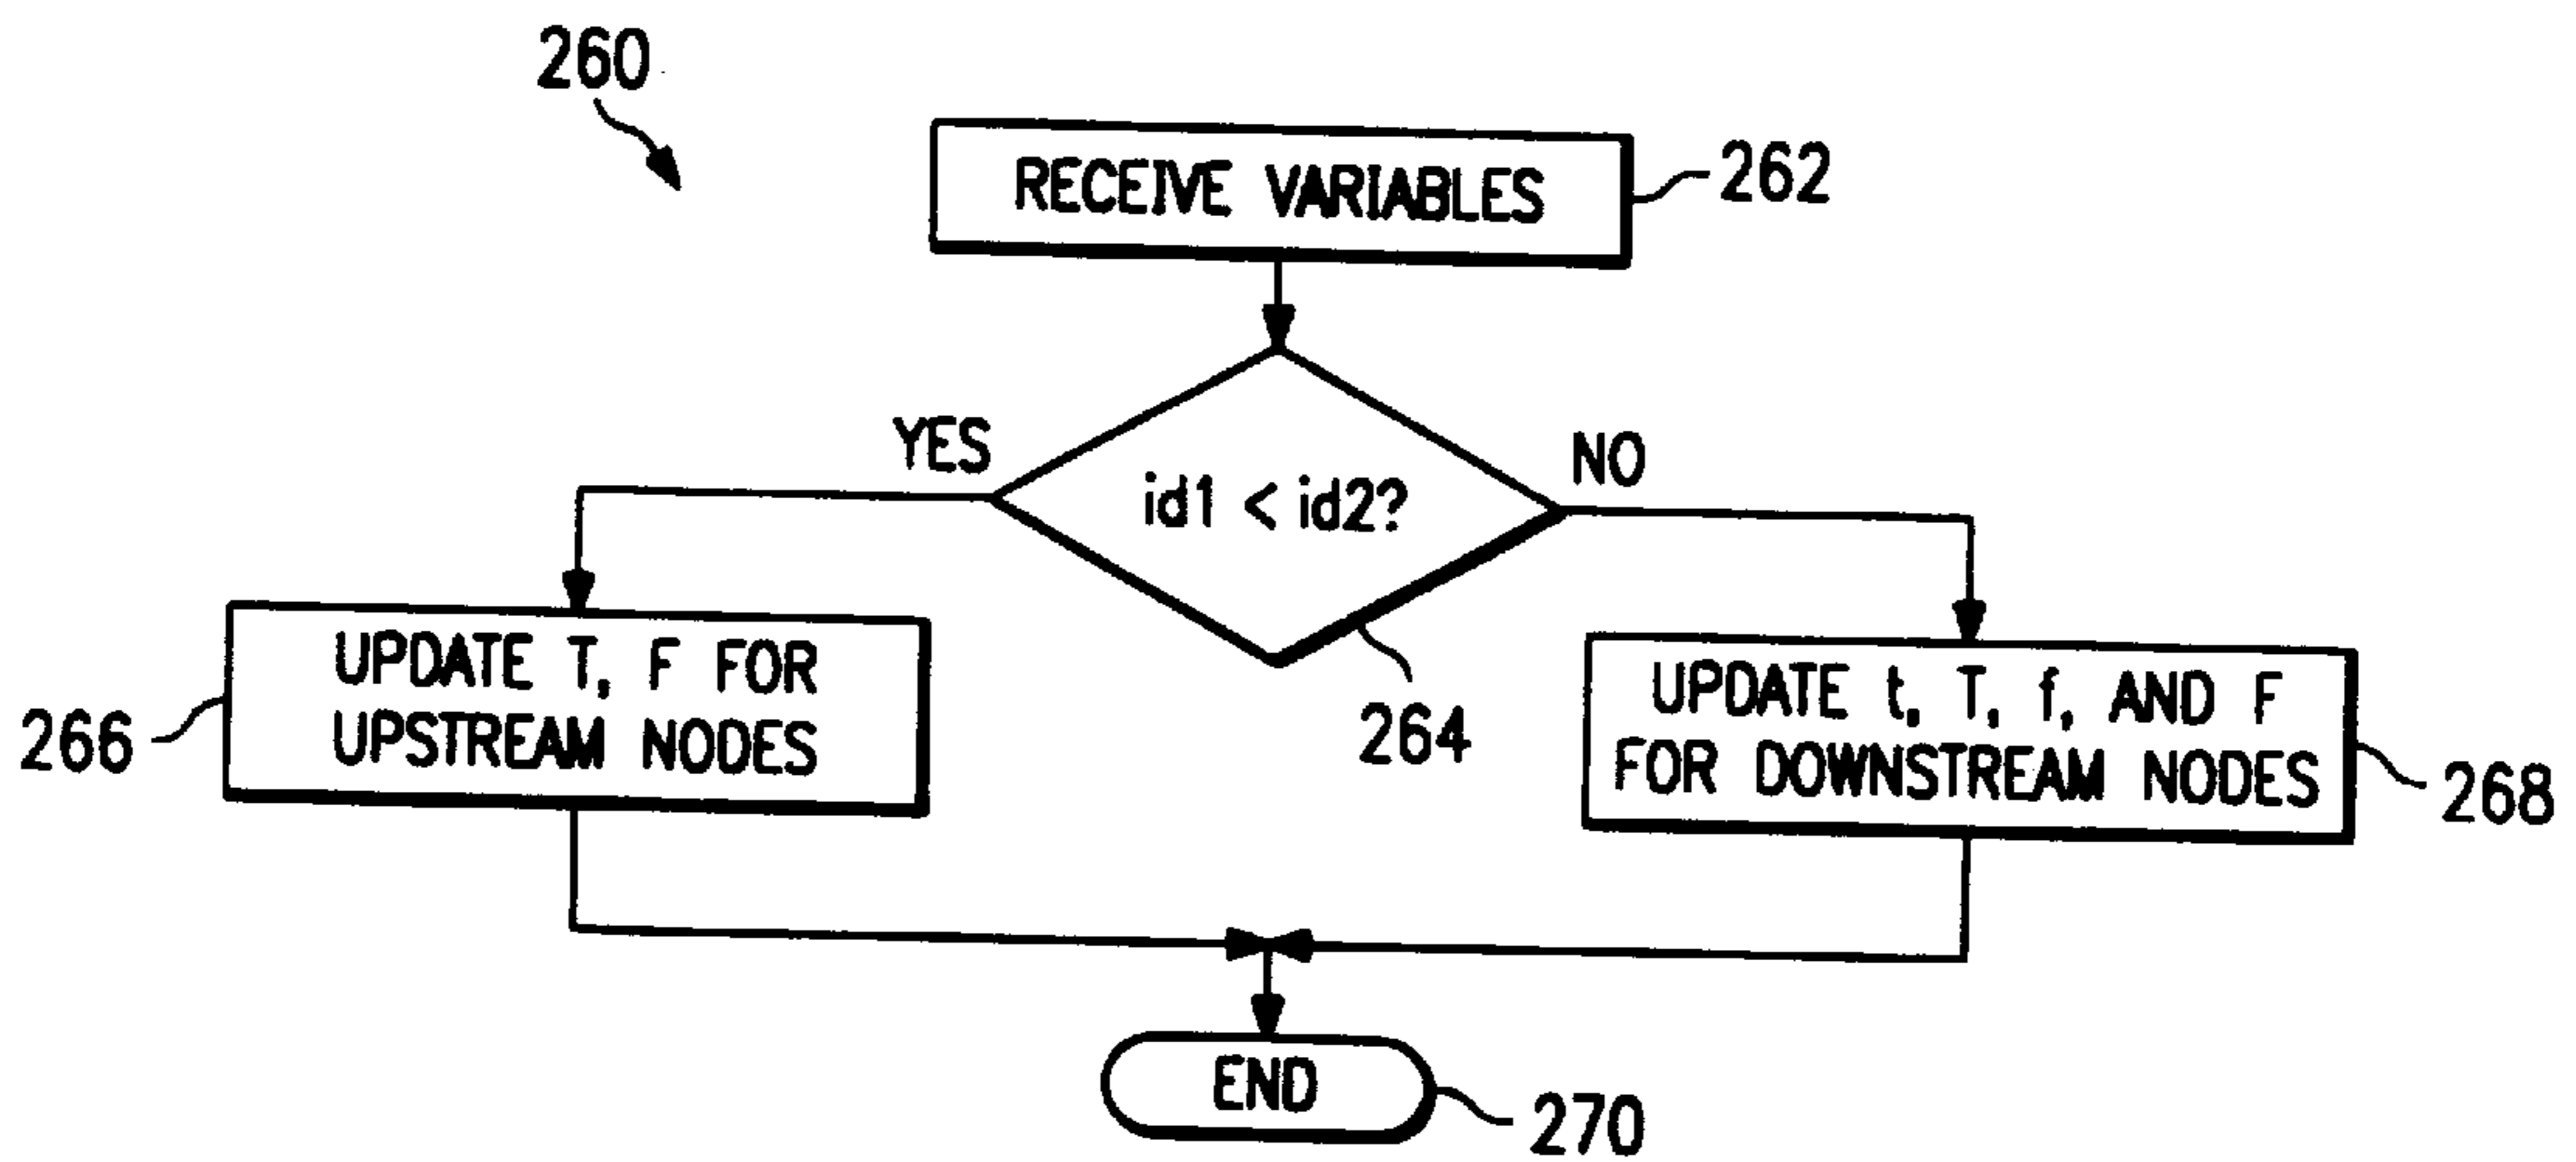 260
RECEIVE VARIABLES
262
YES
id1 < id2?
NO
264
UPDATE T, F FOR
UPSTREAM NODES
266
UPDATE t, T, f, AND F
FOR DOWNSTREAM NODES
268
END
270